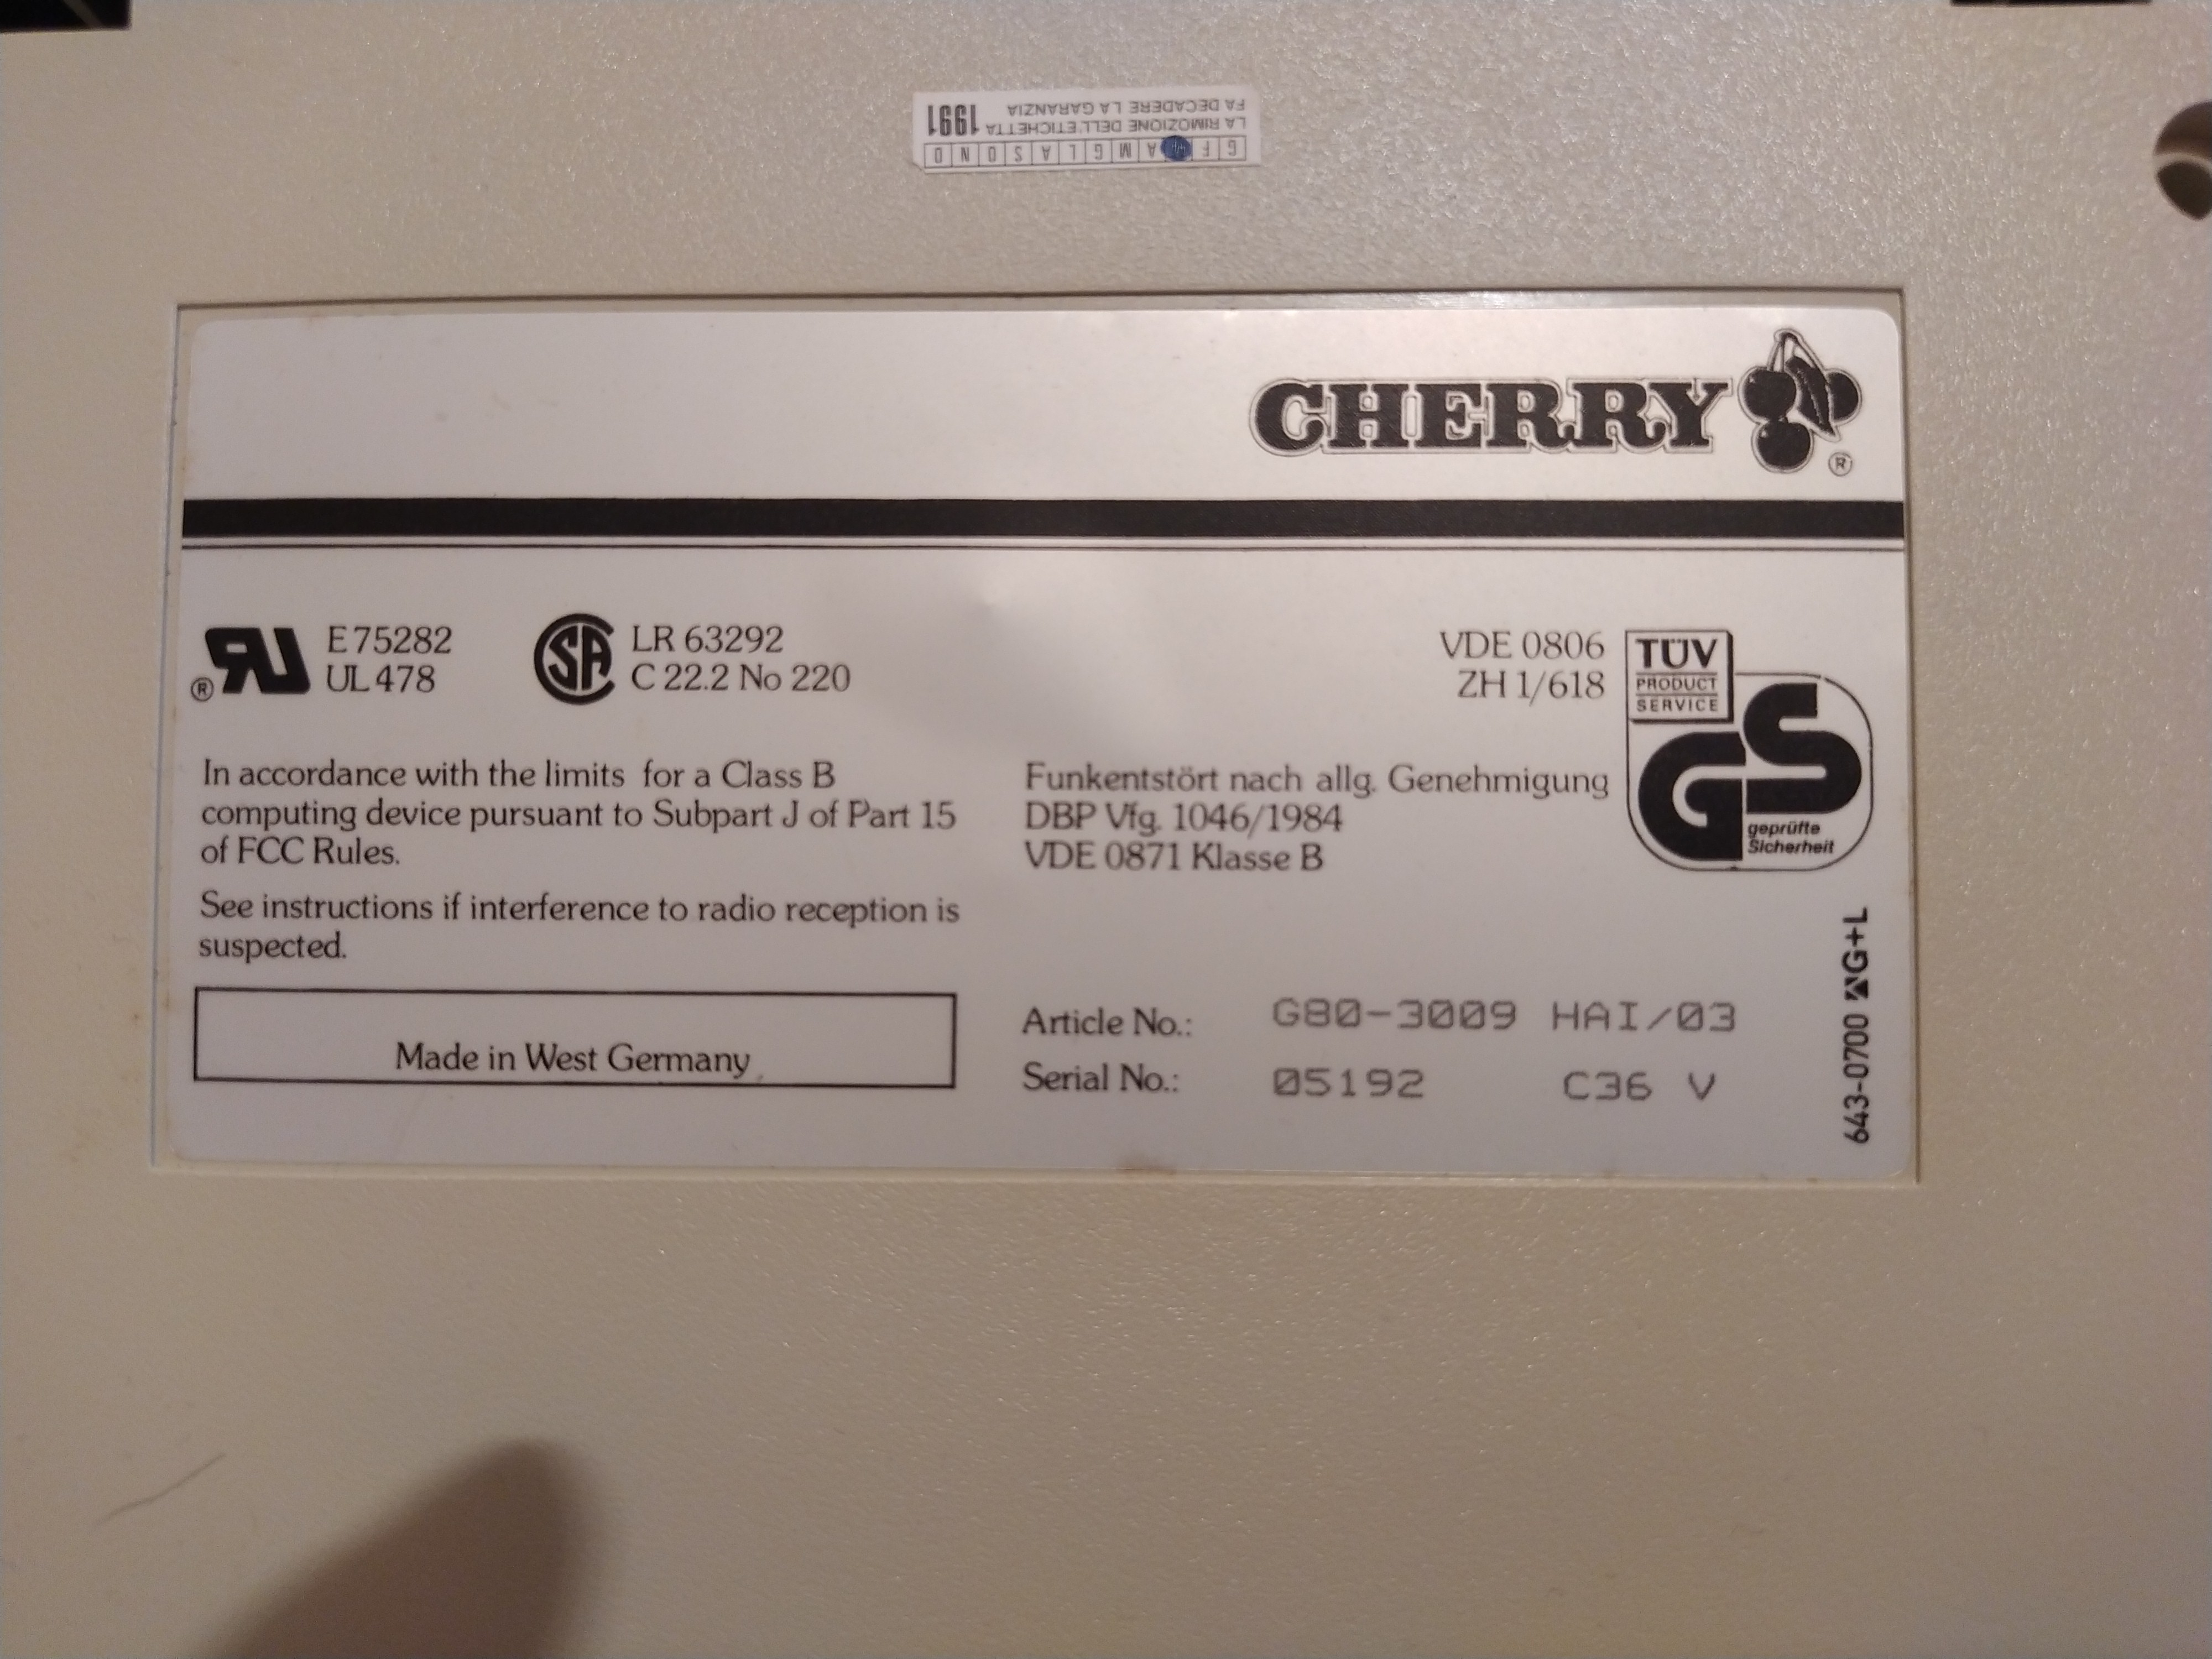 G F M A M G L A S O N D
LA RIMOZIONE DELL'ETICHETTA
FA DECADERE LA GARANZIA
1991
CHERRY
®
RU ®
E 75282
UL 478
SA
LR 63292
C 22.2 No 220
VDE 0806
ZH 1/618
TÜV
PRODUCT
SERVICE
GS
geprüfte
Sicherheit
In accordance with the limits for a Class B
computing device pursuant to Subpart J of Part 15
of FCC Rules.
See instructions if interference to radio reception is
suspected.
Funkentstört nach allg. Genehmigung
DBP Vfg. 1046/1984
VDE 0871 Klasse B
Made in West Germany
Article No.: G80-3009 HAI/03
Serial No.: 05192 C36 V
643-0700 G+L